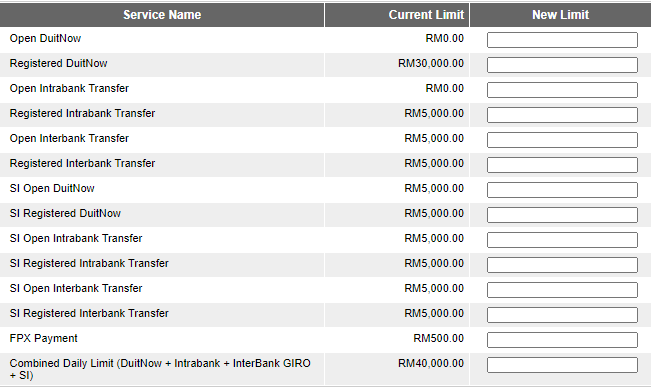 Service Name Current Limit New Limit
Open DuitNow RM0.00
Registered DuitNow RM30,000.00
Open Intrabank Transfer RM0.00
Registered Intrabank Transfer RM5,000.00
Open Interbank Transfer RM5,000.00
Registered Interbank Transfer RM5,000.00
SI Open DuitNow RM5,000.00
SI Registered DuitNow RM5,000.00
SI Open Intrabank Transfer RM5,000.00
SI Registered Intrabank Transfer RM5,000.00
SI Open Interbank Transfer RM5,000.00
SI Registered Interbank Transfer RM5,000.00
FPX Payment RM500.00
Combined Daily Limit (DuitNow + Intrabank + InterBank GIRO RM40,000.00
+ SI)